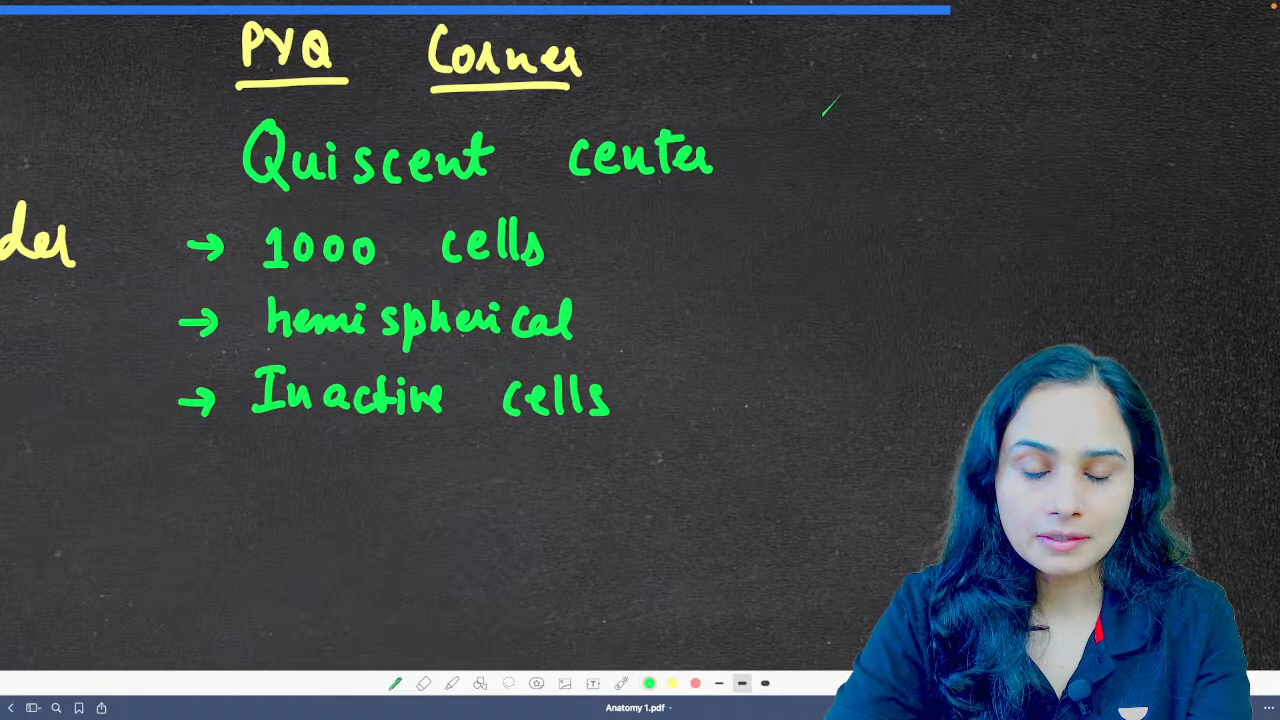 PYQ Corner
Quiscent center
der
→ 1000 cells
→ hemispherical
→ Inactive cells
Anatomy 1.pdf